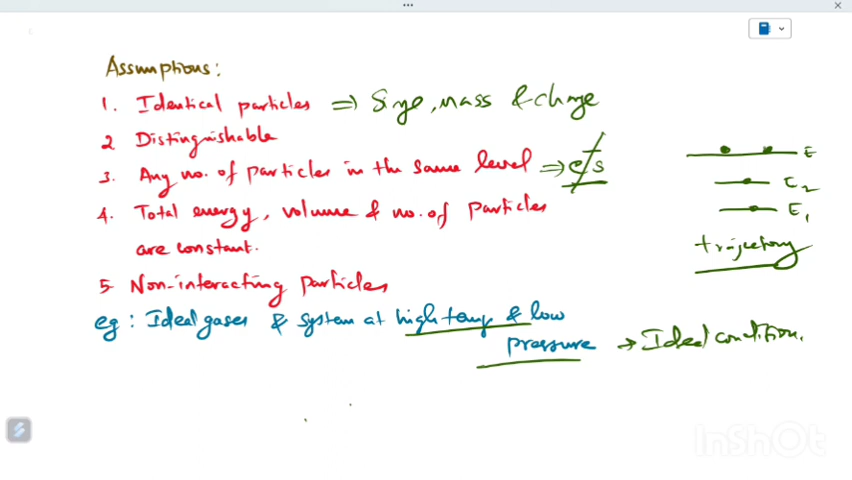 Assumptions:
1. Identical particles ⇒ Size, mass & charge
2 Distinguishable
3. Any no. of particles in the same level ⇒ e⁻s
4. Total energy, volume & no. of particles
are constant.
5 Non-interacting particles
eg: Ideal gases & system at high temp & low
pressure → Ideal condition.
E
E2
E1
trajectory
InShOt